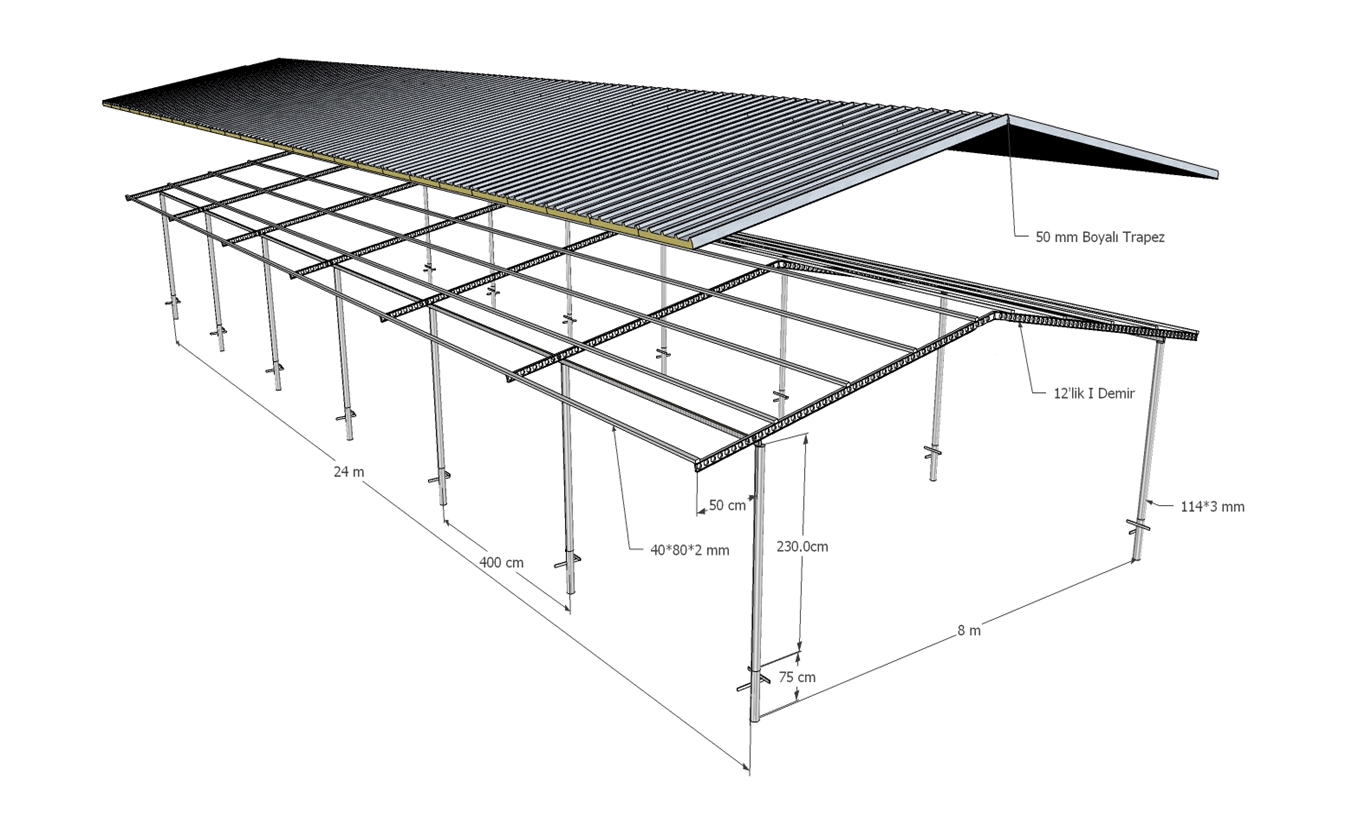 50 mm Boyalı Trapez
12'lik I Demir
24 m
50 cm
114*3 mm
40*80*2 mm
230.0cm
400 cm
8 m
75 cm